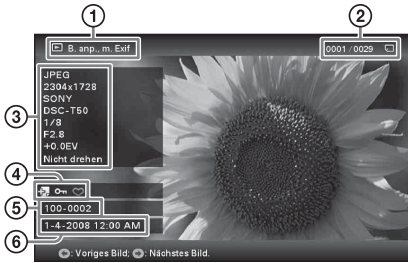 1
2
B. anp., m. Exif
0001/0029
JPEG
2304x1728
SONY
DSC-T50
1/8
F2.8
+0.0EV
Nicht drehen
3
4
5
100-0002
1-4-2008 12:00 AM
6
: Voriges Bild; : Nächstes Bild.